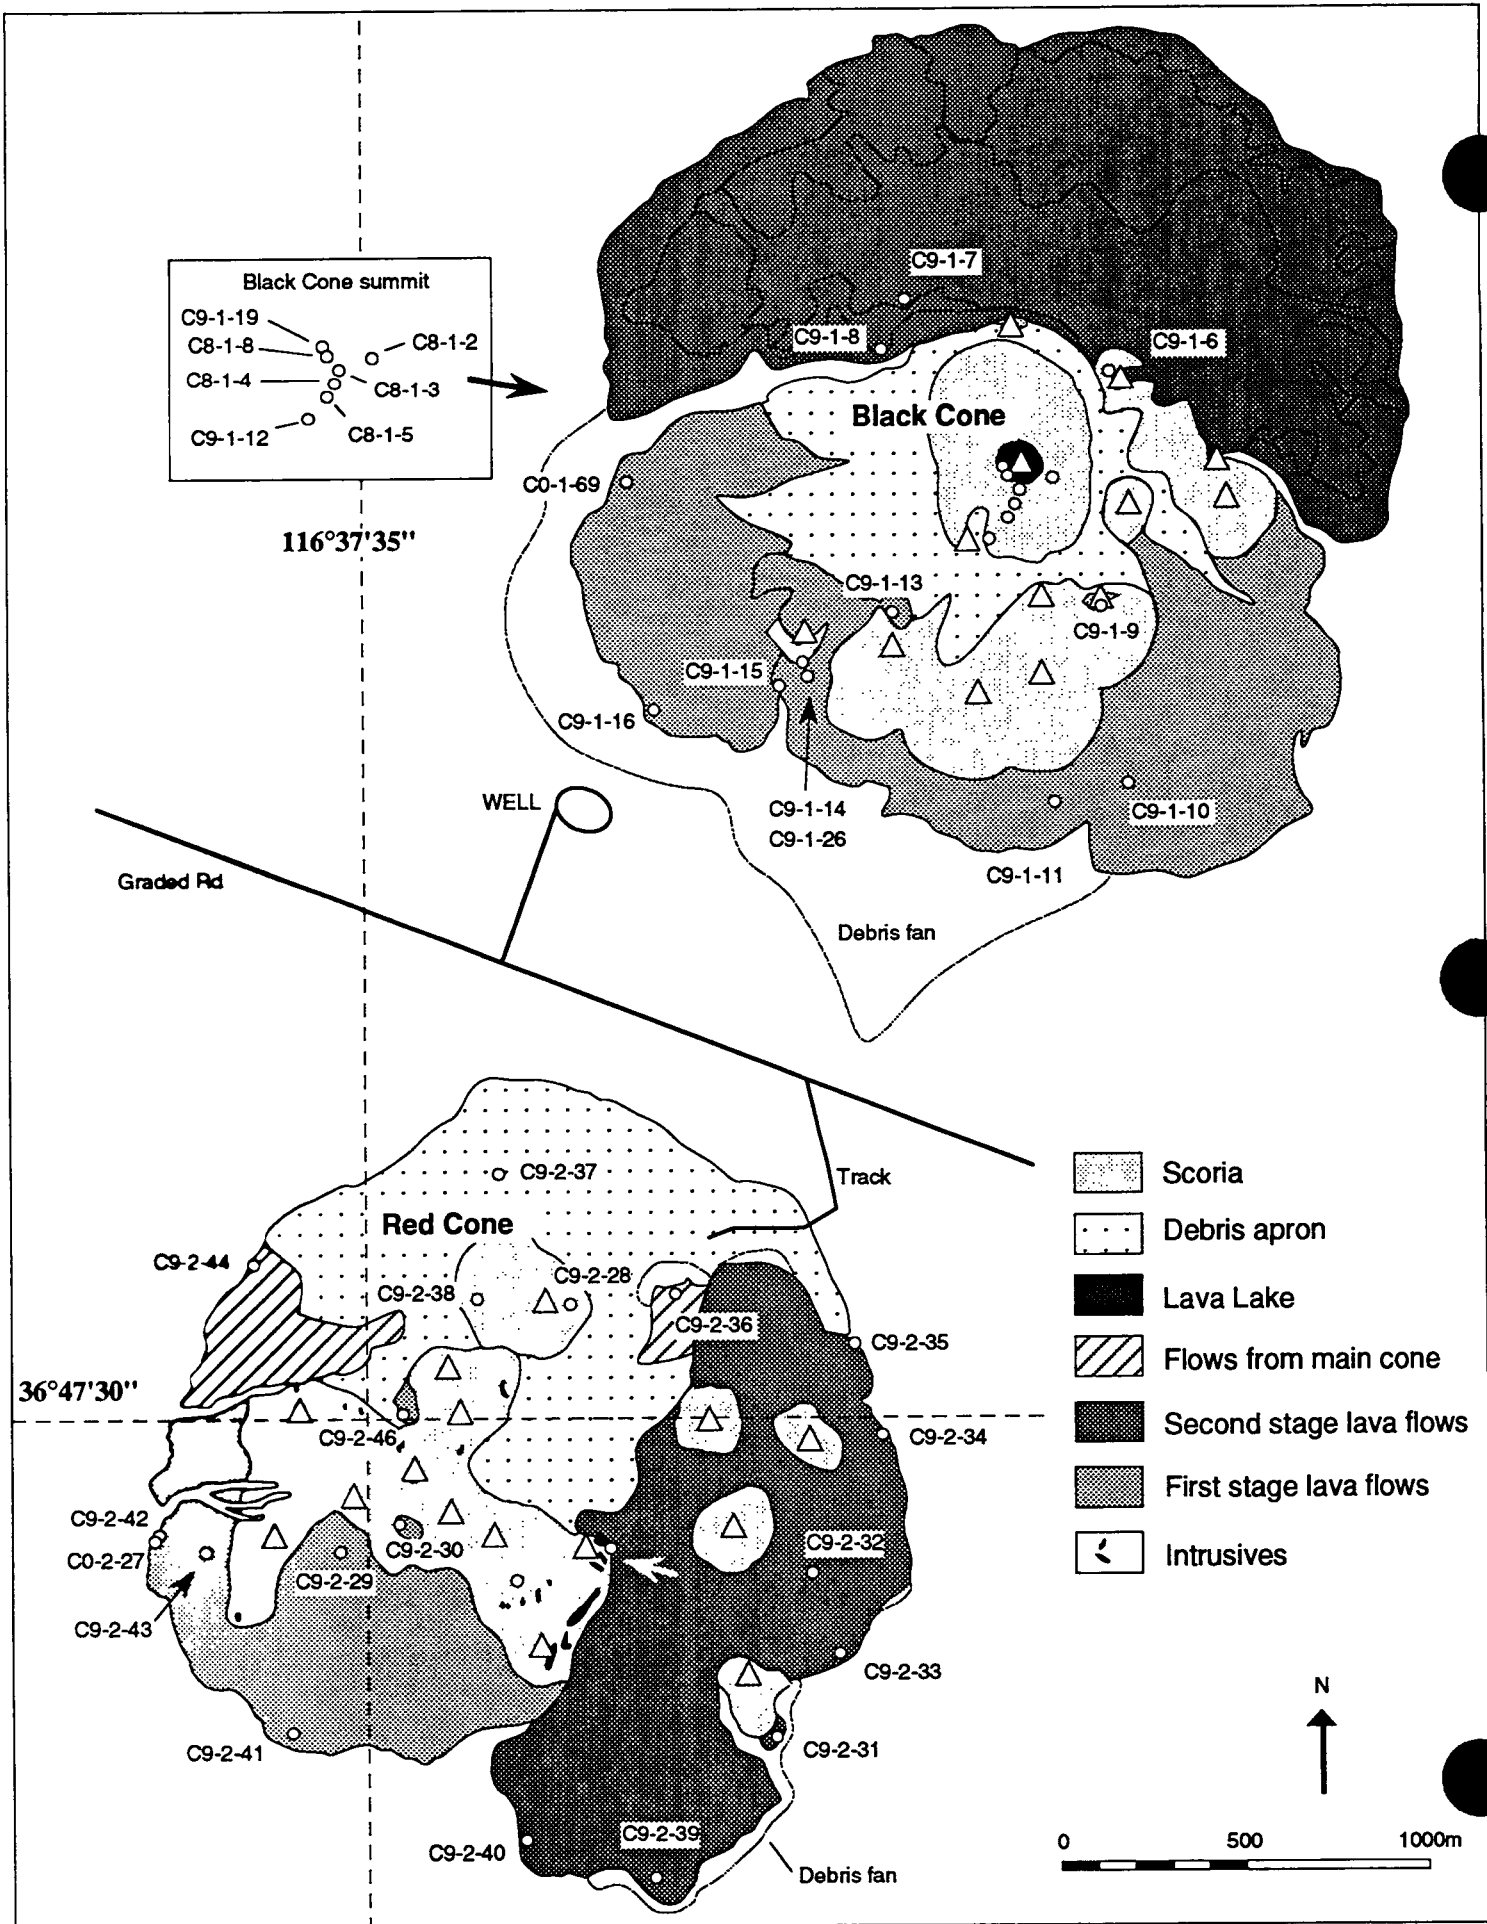 C9-1-7
Black Cone summit
C9-1-19
C8-1-8
C8-1-2
C9-1-8
C9-1-6
C8-1-4
C8-1-3
C9-1-12
C8-1-5
Black Cone
C0-1-69
116°37'35"
C9-1-13
C9-1-9
C9-1-15
C9-1-16
WELL
C9-1-14
C9-1-26
C9-1-10
C9-1-11
Graded Rd
Debris fan
C9-2-37
Track
Red Cone
C9-2-44
C9-2-28
C9-2-38
C9-2-36
C9-2-35
36°47'30"
C9-2-46
C9-2-34
C9-2-42
C0-2-27
C9-2-30
C9-2-32
C9-2-29
C9-2-43
C9-2-33
C9-2-41
C9-2-31
C9-2-40
C9-2-39
Debris fan
Scoria
Debris apron
Lava Lake
Flows from main cone
Second stage lava flows
First stage lava flows
Intrusives
N
0 500 1000m